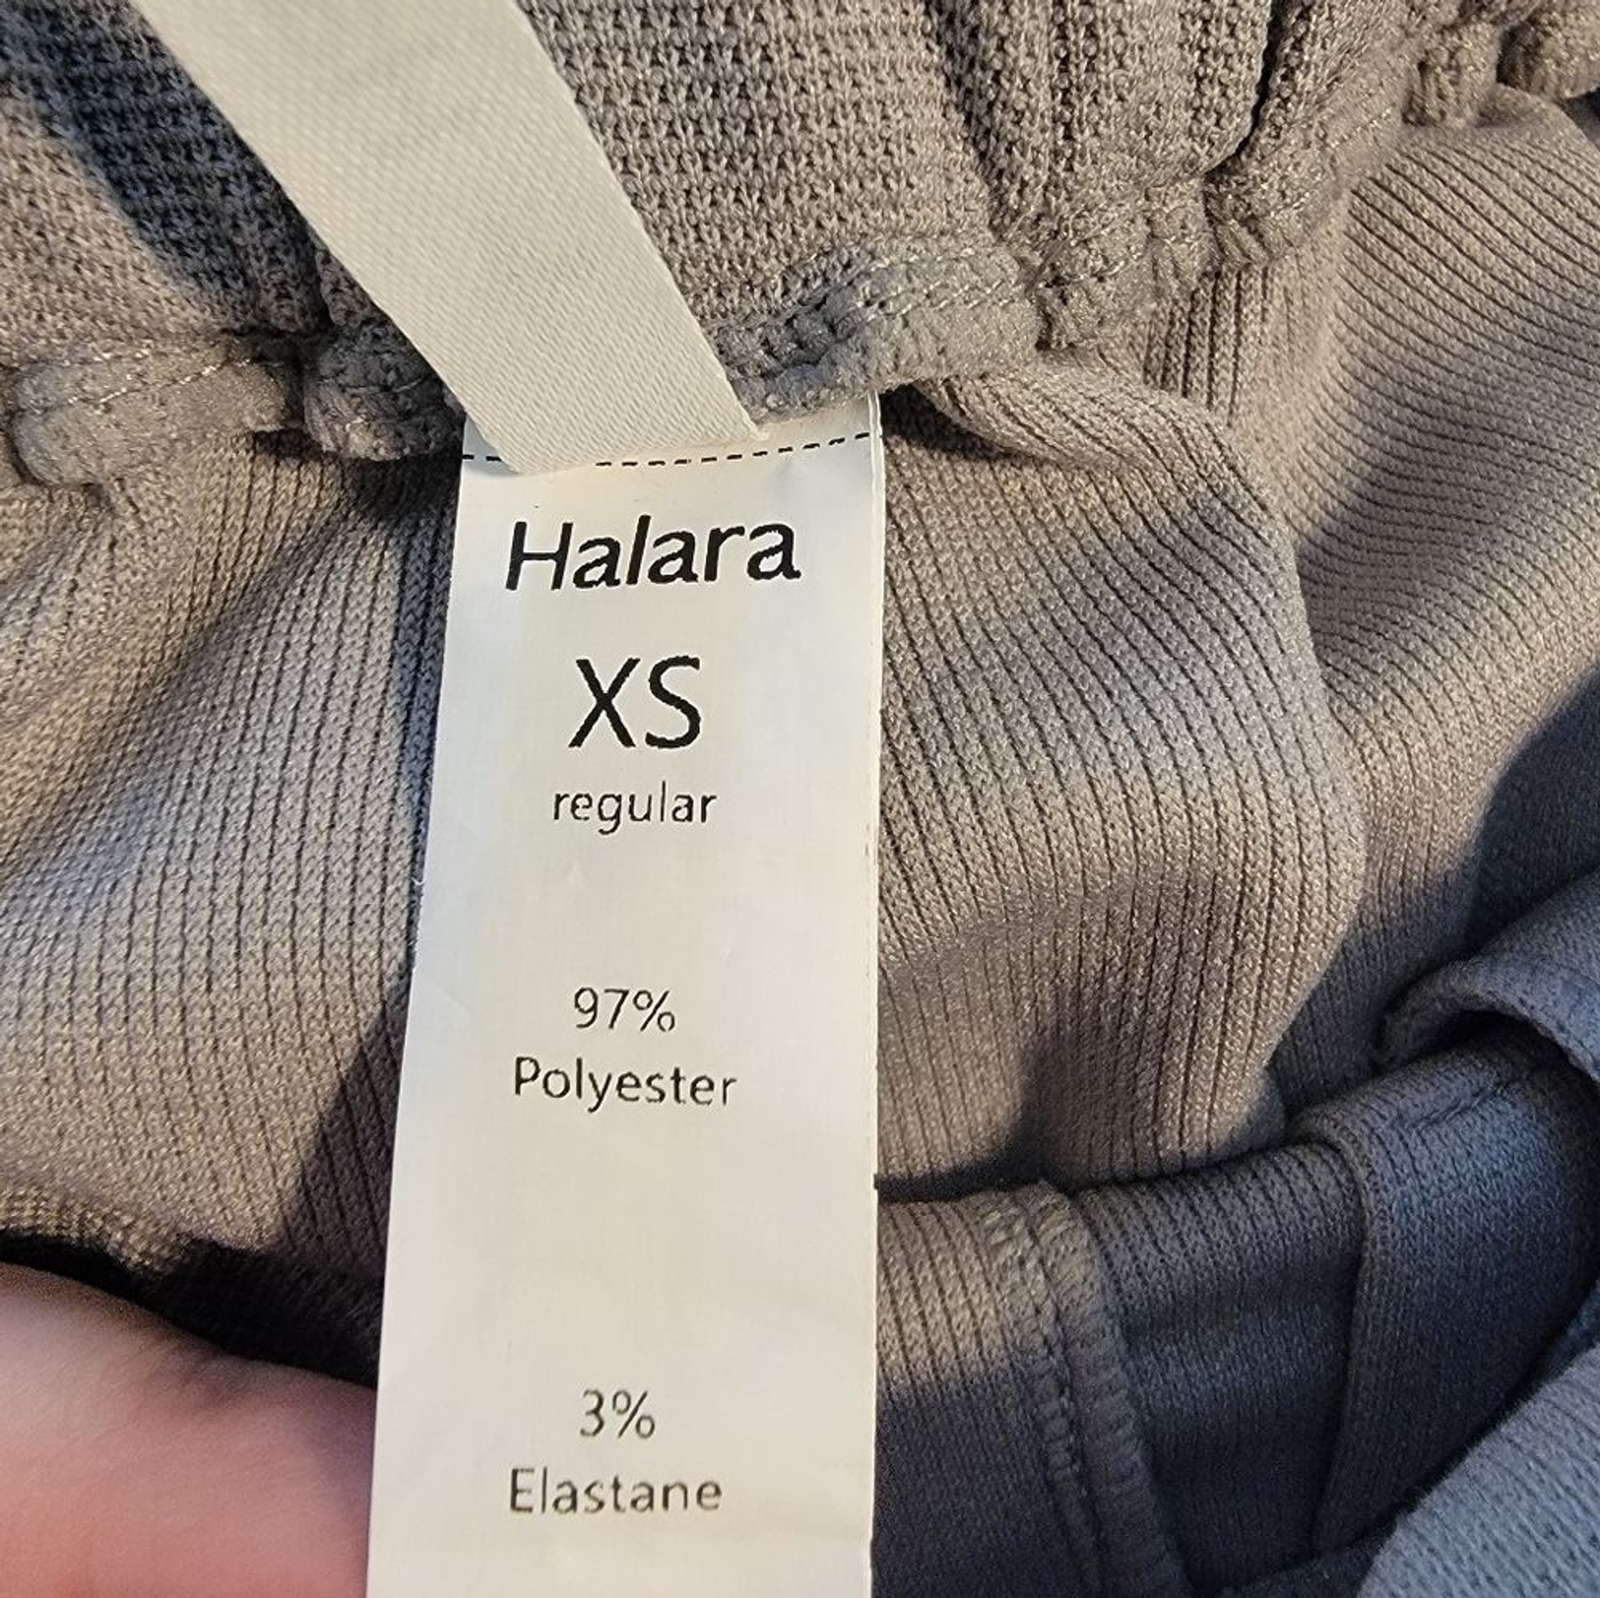 Halara
XS
regular
97%
Polyester
3%
Elastane